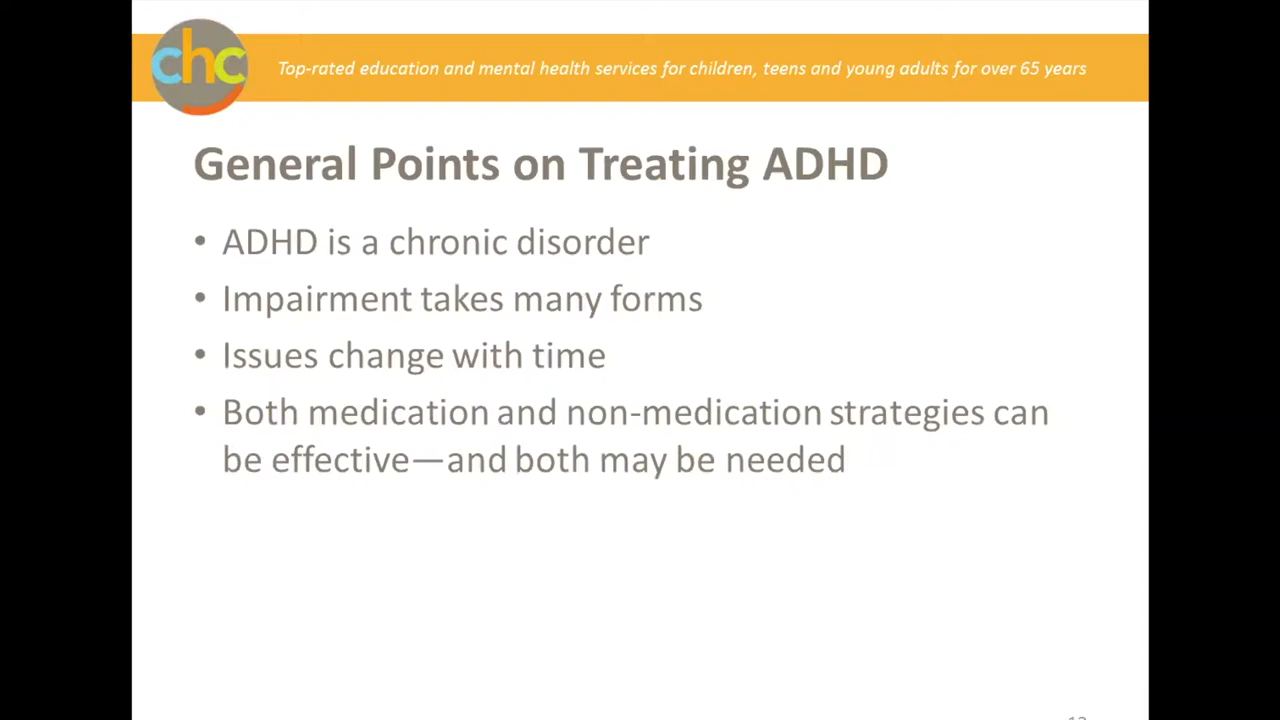 chc
Top-rated education and mental health services for children, teens and young adults for over 65 years
General Points on Treating ADHD
• ADHD is a chronic disorder
• Impairment takes many forms
• Issues change with time
• Both medication and non-medication strategies can
be effective—and both may be needed